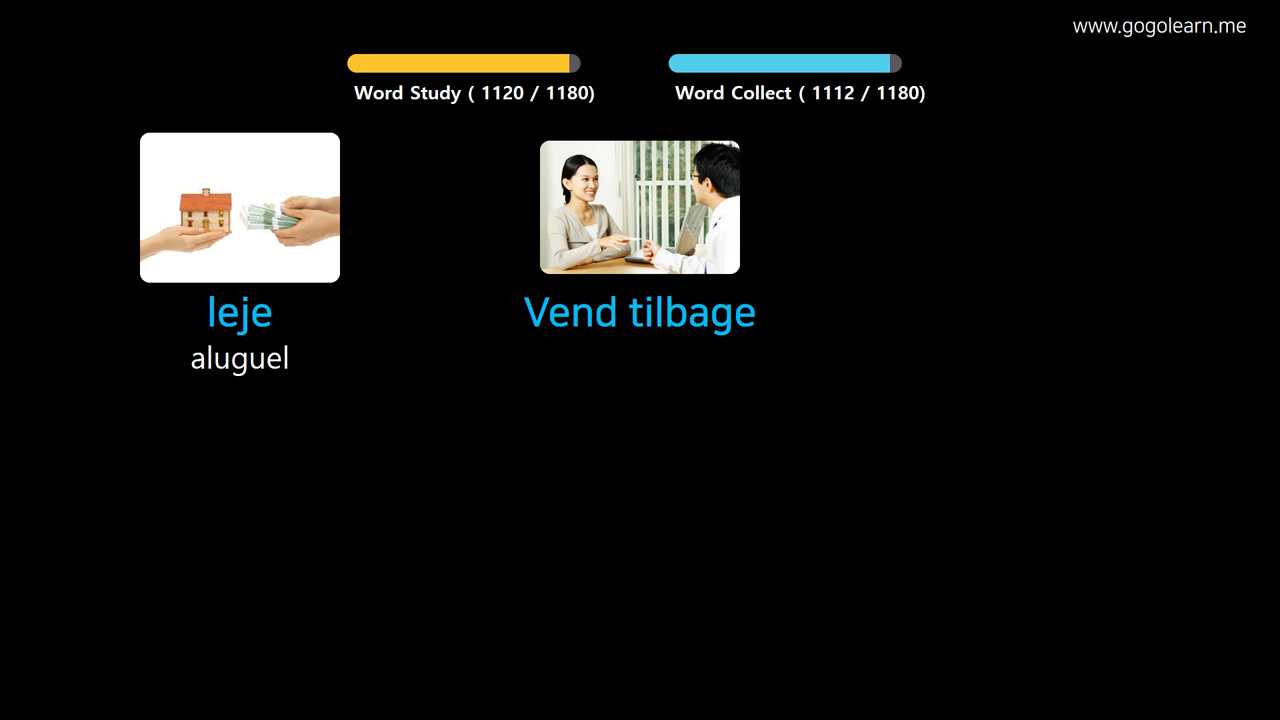 www.gogolearn.me
Word Study ( 1120 / 1180)
Word Collect ( 1112 / 1180)
leje
aluguel
Vend tilbage